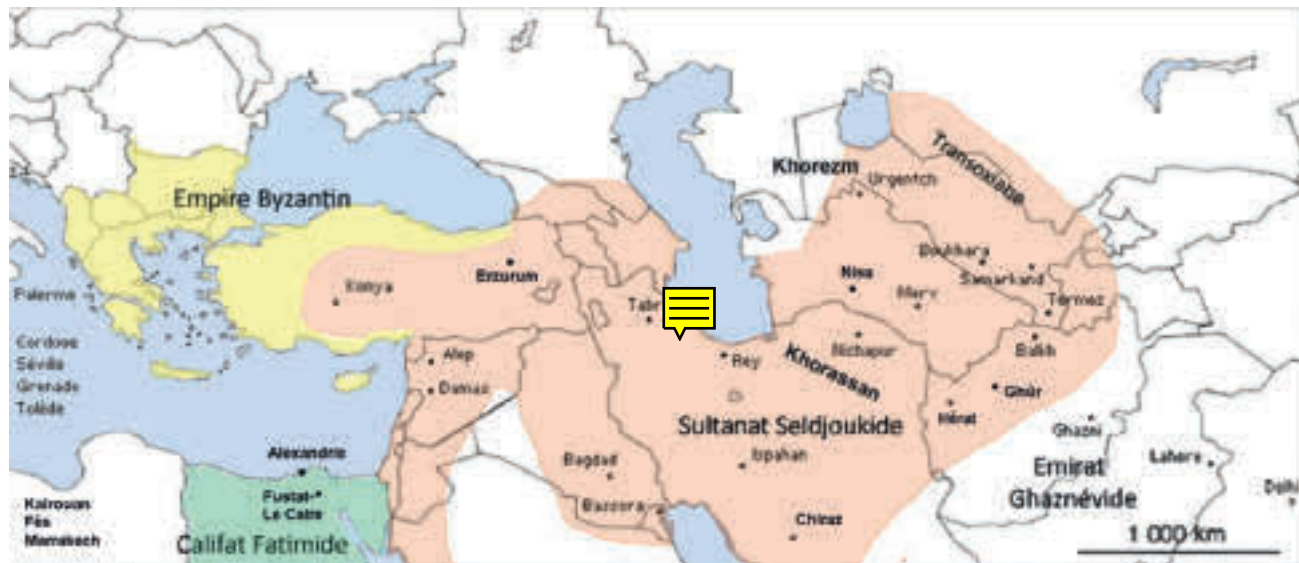 Empire Byzantin
Khorezm
Transoxiane
Urgentch
Boukhara
Samarkand
Termez
Nisa
Merv
Balkh
Konya
Erzurum
Palerme
Cordoue
Séville
Grenade
Tolède
Alep
Damas
Rey
Nichapur
Khorassan
Ghûr
Hérat
Sultanat Seldjoukide
Ispahan
Ghazni
Emirat
Ghaznévide
Lahore
Alexandrie
Fustat-
Le Caire
Califat Fatimide
Bagdad
Bassora
Chiraz
Kairouan
Fès
Marrakech
1 000 km